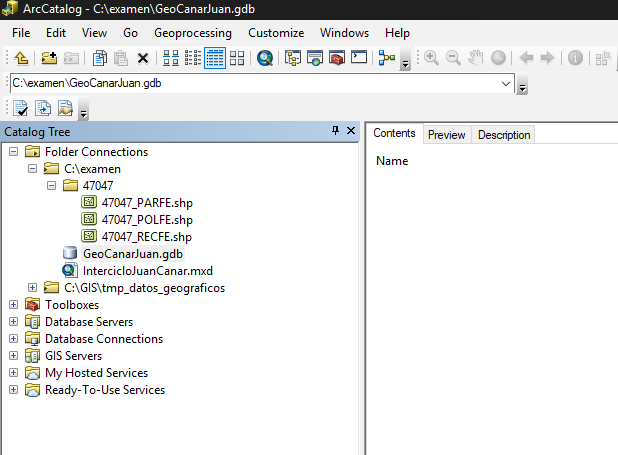 ArcCatalog - C:\examen\GeoCanarJuan.gdb
File Edit View Go Geoprocessing Customize Windows Help
C:\examen\GeoCanarJuan.gdb
Catalog Tree
Contents Preview Description
Name
Folder Connections
C:\examen
47047
47047_PARFE.shp
47047_POLFE.shp
47047_RECFE.shp
GeoCanarJuan.gdb
IntercicloJuanCanar.mxd
C:\GIS\tmp_datos_geograficos
Toolboxes
Database Servers
Database Connections
GIS Servers
My Hosted Services
Ready-To-Use Services